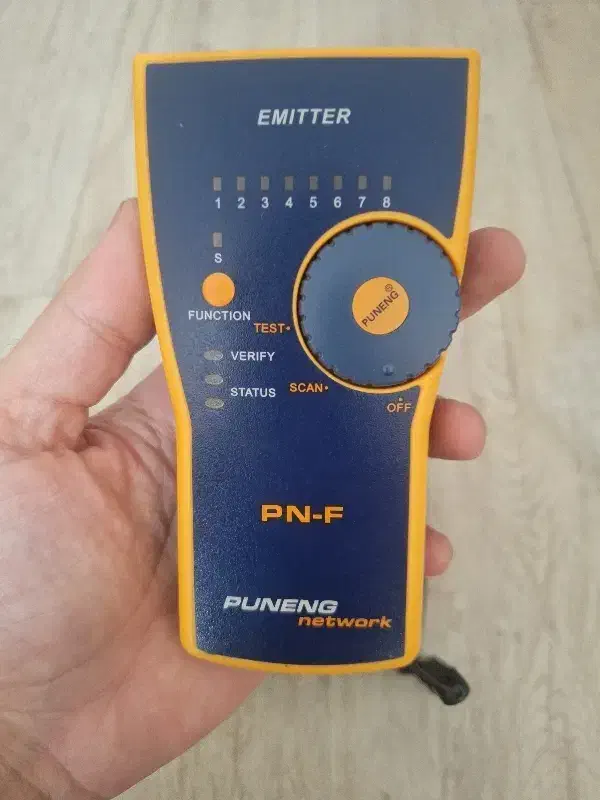 EMITTER
1 2 3 4 5 6 7 8
S
PUNENG®
FUNCTION
TEST
VERIFY
SCAN
STATUS
OFF
PN-F
PUNENG
network